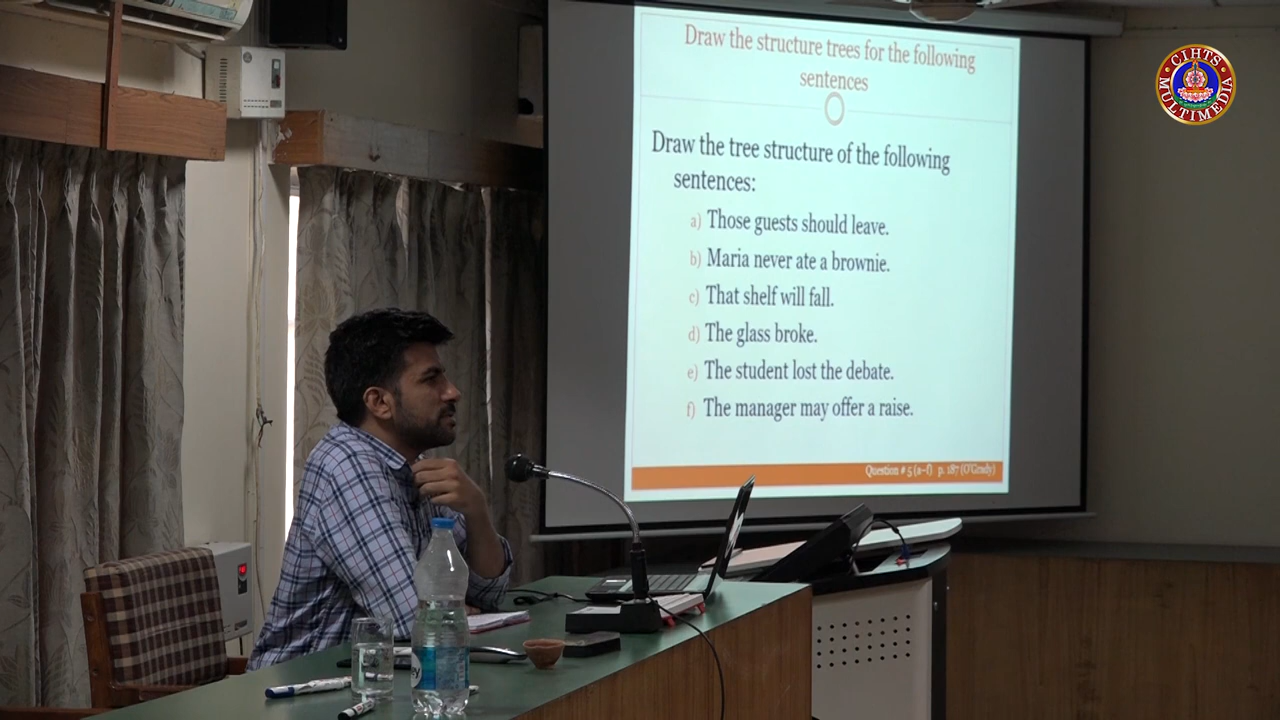 Draw the structure trees for the following
sentences
Draw the tree structure of the following
sentences:
a) Those guests should leave.
b) Maria never ate a brownie.
c) That shelf will fall.
d) The glass broke.
e) The student lost the debate.
f) The manager may offer a raise.
Question # 5 (a–f) p. 187 (O'Grady)
CIHTS
MULTIMEDIA